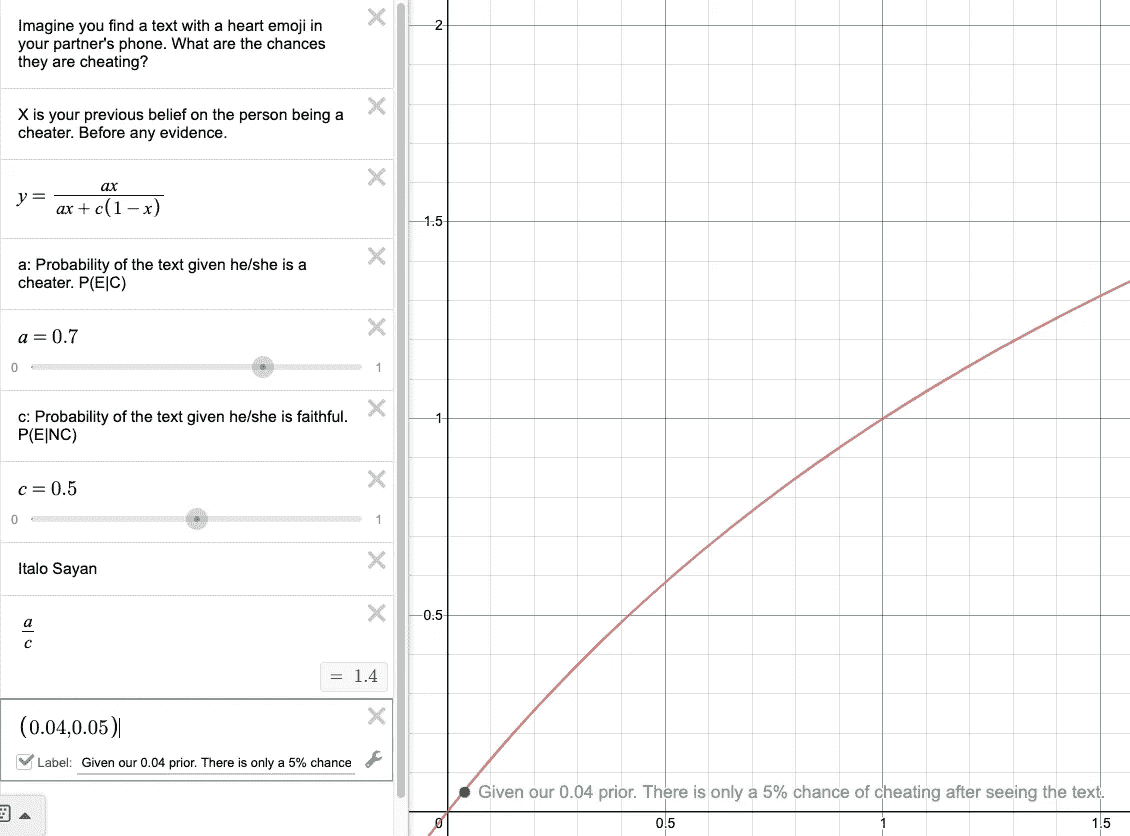 Imagine you find a text with a heart emoji in
your partner's phone. What are the chances
they are cheating?
X is your previous belief on the person being a
cheater. Before any evidence.
y = ax / ax + c(1 − x)
a: Probability of the text given he/she is a
cheater. P(E|C)
a = 0.7
0 1
c: Probability of the text given he/she is faithful.
P(E|NC)
c = 0.5
0 1
Italo Sayan
a
c
= 1.4
(0.04,0.05)
Label: Given our 0.04 prior. There is only a 5% chance
2
1.5
1
0.5
Given our 0.04 prior. There is only a 5% chance of cheating after seeing the text.
0 0.5 1 1.5